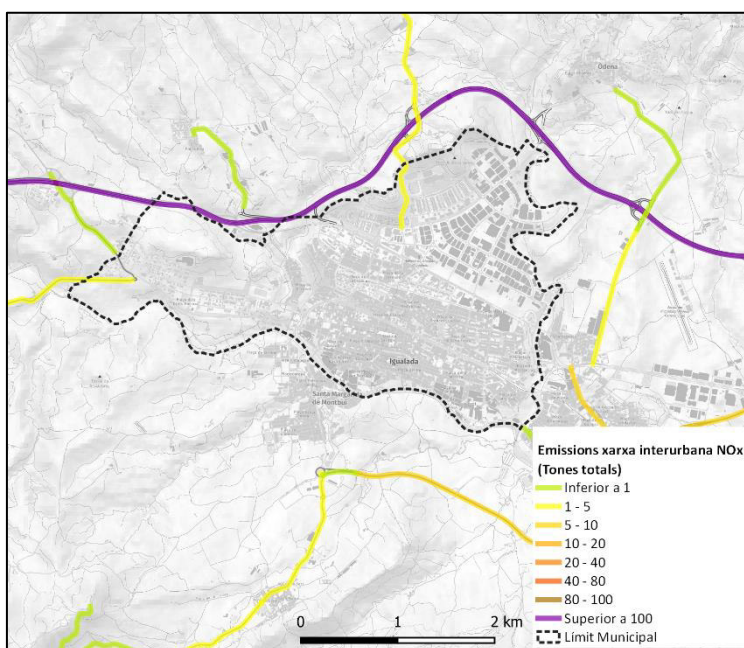 Òdena
Igualada
Santa Margarida
de Montbui
Emissions xarxa interurbana NOx
(Tones totals)
Inferior a 1
1 - 5
5 - 10
10 - 20
20 - 40
40 - 80
80 - 100
Superior a 100
Límit Municipal
0 1 2 km